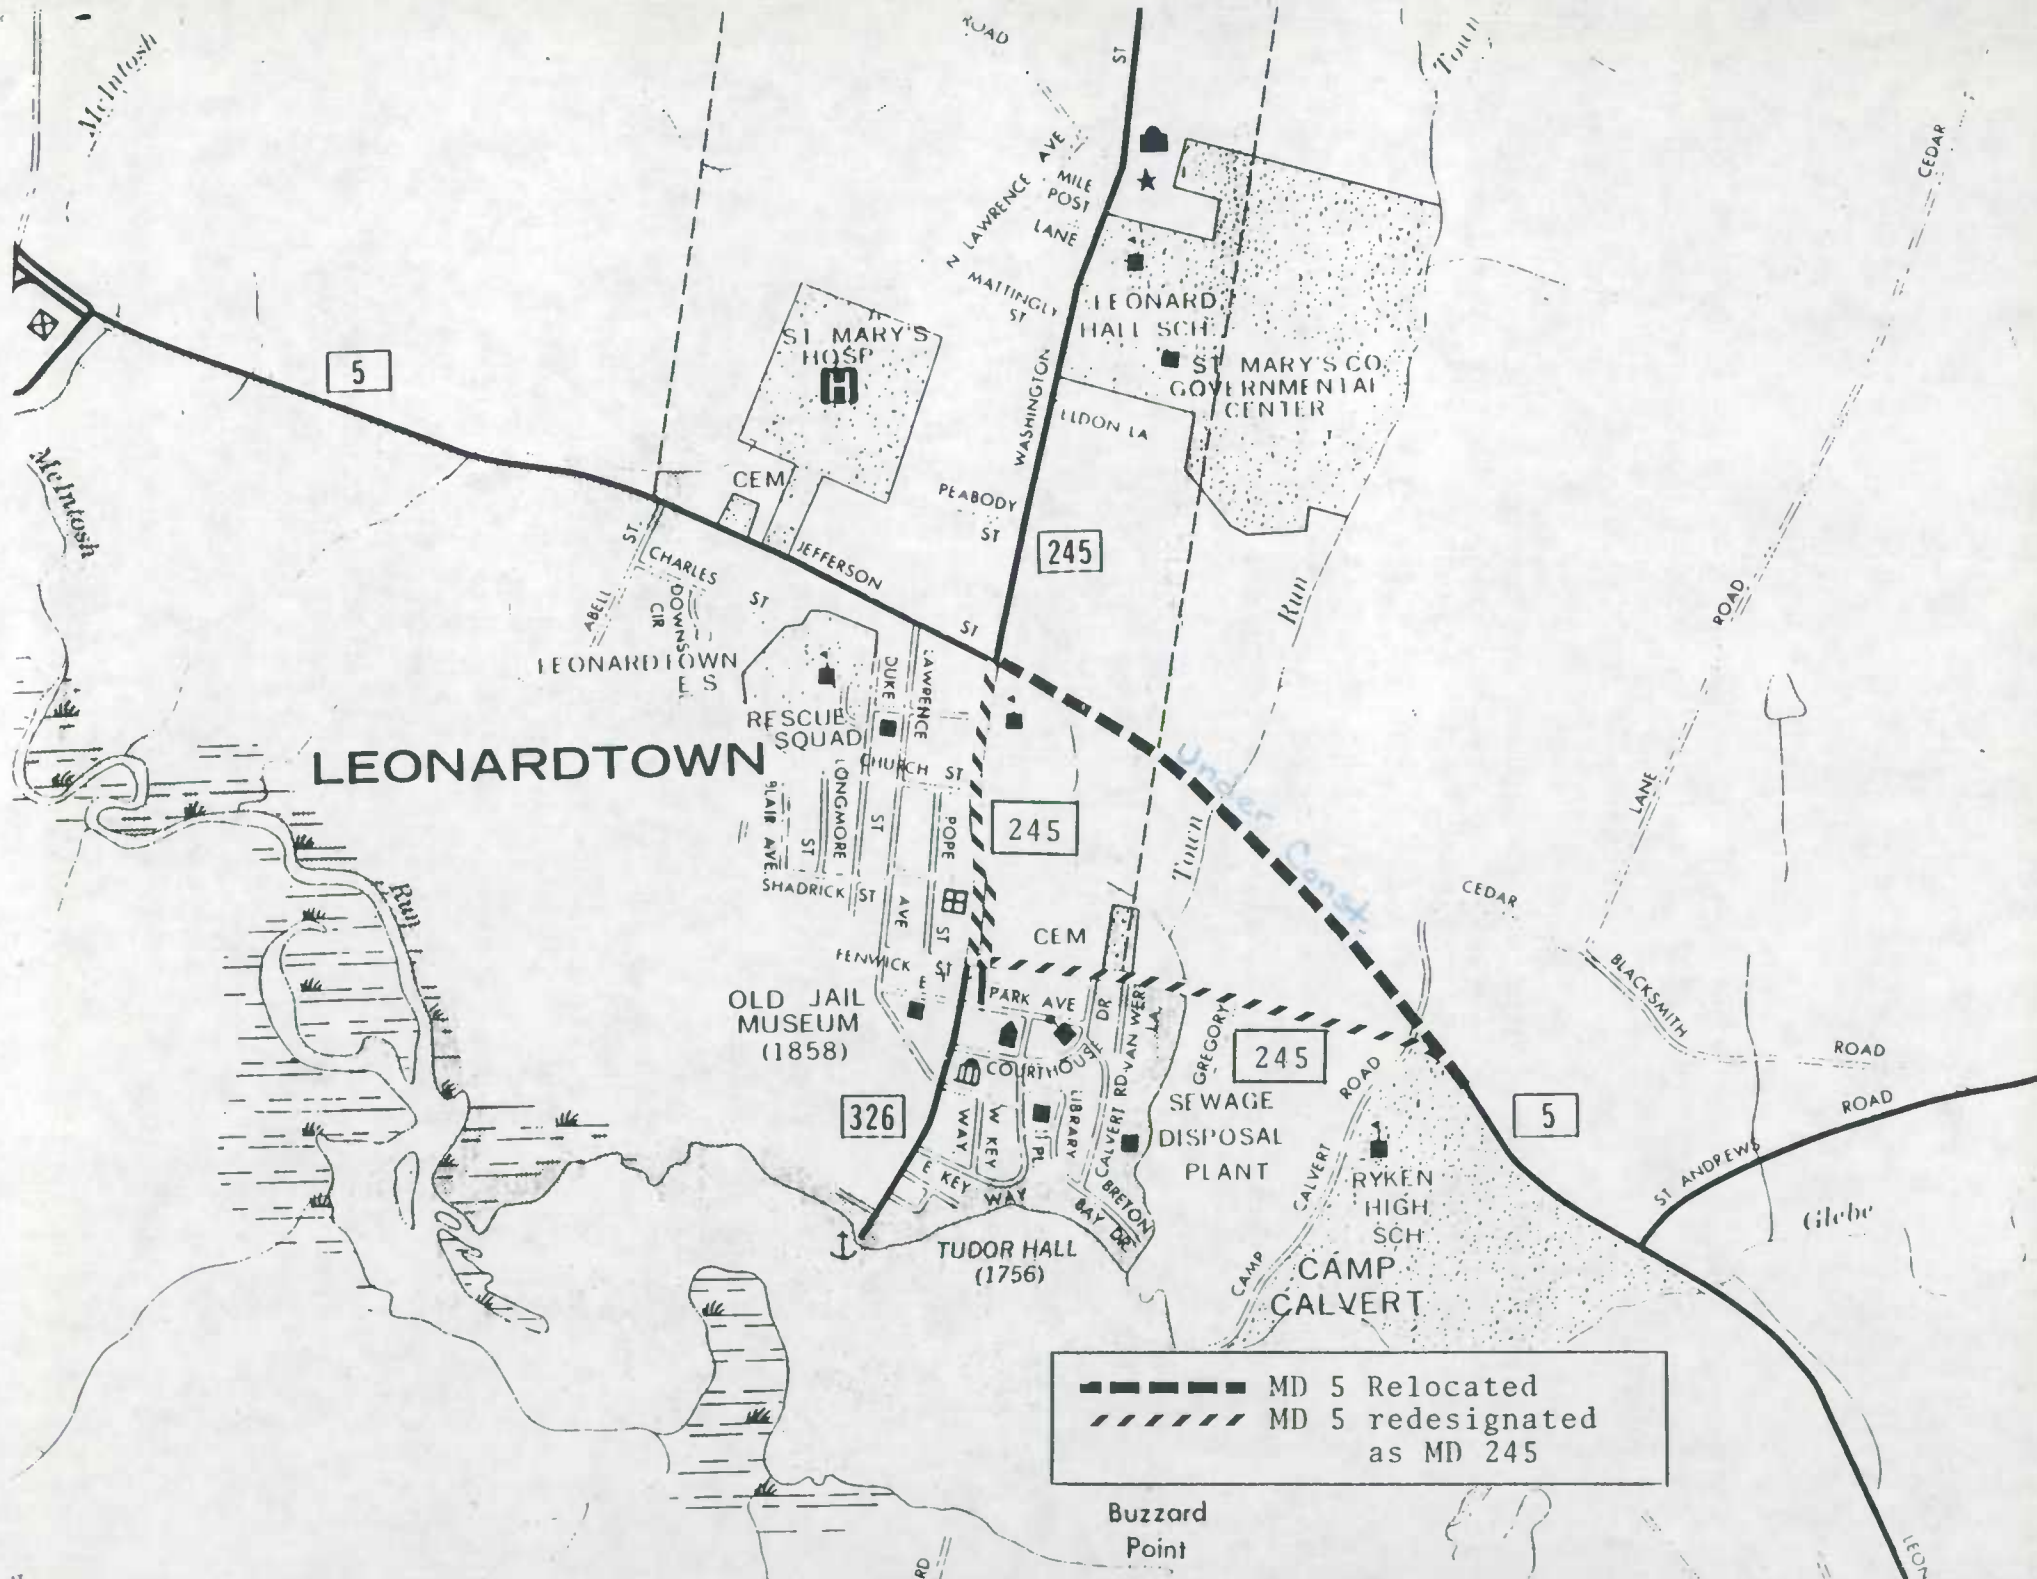 McIntosh
ROAD
ST
Town
CEDAR
N LAWRENCE AVE
MILE
POST
LANE
MATTINGLY
ST
LEONARD
HALL SCH
ST MARY'S
HOSP
H
5
ST MARY'S CO
GOVERNMENTAL
CENTER
WASHINGTON
ELDON LA
McIntosh
CEM
PEABODY
ST
JEFFERSON
ST
245
ST
CHARLES
ST
ABELL
DOWNS
CIR
Run
ROAD
LEONARDTOWN
E S
DUKE
LAWRENCE
RESCUE
SQUAD
LEONARDTOWN
CHURCH ST
Under Const.
LANE
BLAIR AVE
LONGMORE
ST
ST
POPE
245
Town
SHADRICK ST
AVE
ST
CEDAR
Run
CEM
FENWICK ST
E
BLACKSMITH
ROAD
OLD JAIL
MUSEUM
(1858)
PARK AVE
DR
VAN WERT
LA
GREGORY
245
ROAD
COURTHOUSE
326
WAY
W KEY
PL
LIBRARY
CALVERT RD
SEWAGE
DISPOSAL
PLANT
5
ROAD
ST ANDREWS
CALVERT
RYKEN
HIGH
SCH
E KEY WAY
BRETON
BAY DR
Glebe
TUDOR HALL
(1756)
CAMP
CAMP
CALVERT
MD 5 Relocated
MD 5 redesignated
as MD 245
Buzzard
Point
RD
LEON